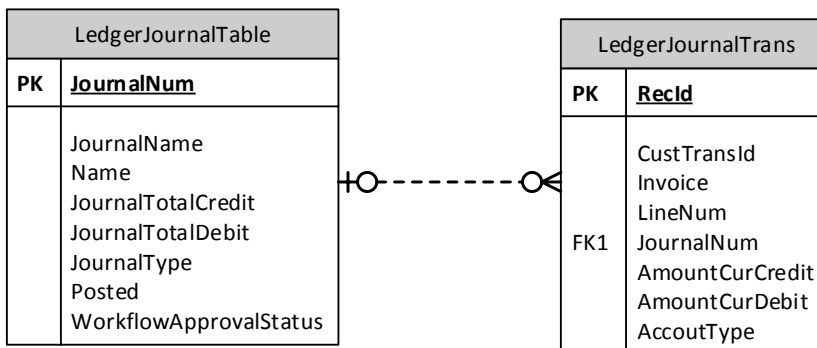 LedgerJournalTable
PK JournalNum
JournalName
Name
JournalTotalCredit
JournalTotalDebit
JournalType
Posted
WorkflowApprovalStatus
LedgerJournalTrans
PK RecId
CustTransId
Invoice
LineNum
FK1 JournalNum
AmountCurCredit
AmountCurDebit
AccoutType